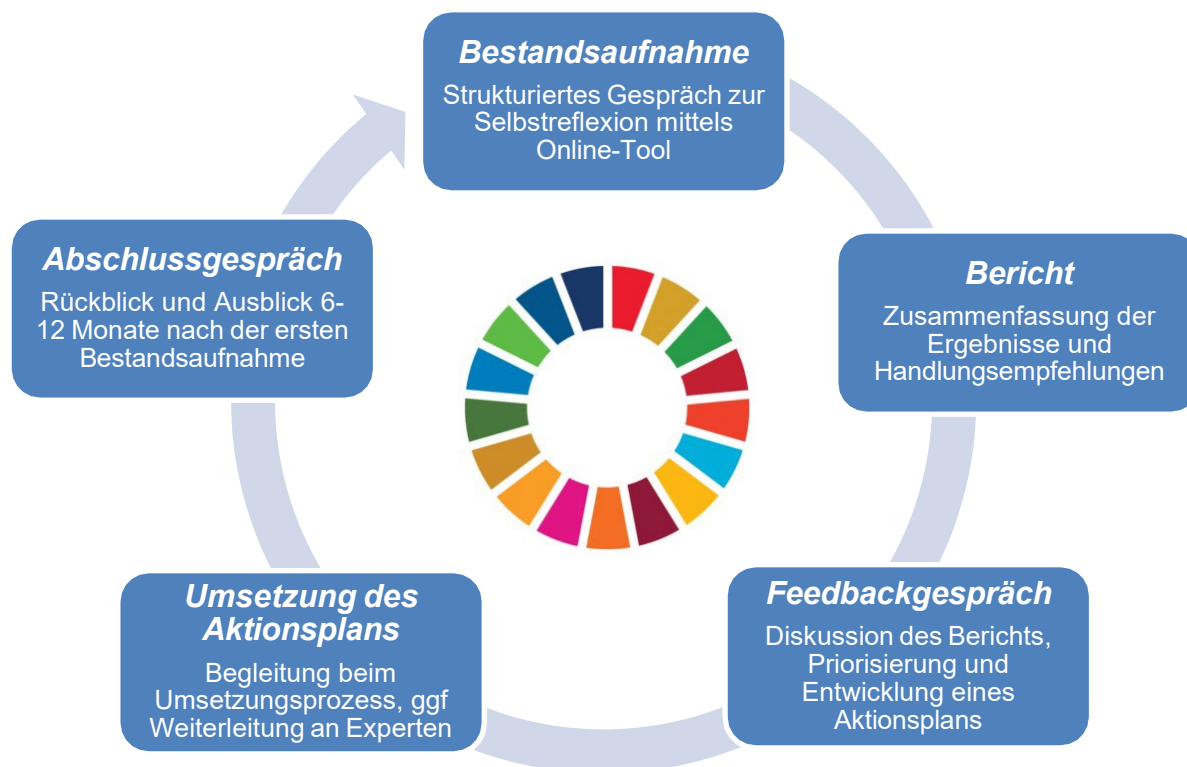 Bestandsaufnahme
Strukturiertes Gespräch zur
Selbstreflexion mittels
Online-Tool
Bericht
Zusammenfassung der
Ergebnisse und
Handlungsempfehlungen
Feedbackgespräch
Diskussion des Berichts,
Priorisierung und
Entwicklung eines
Aktionsplans
Umsetzung des
Aktionsplans
Begleitung beim
Umsetzungsprozess, ggf
Weiterleitung an Experten
Abschlussgespräch
Rückblick und Ausblick 6-
12 Monate nach der ersten
Bestandsaufnahme